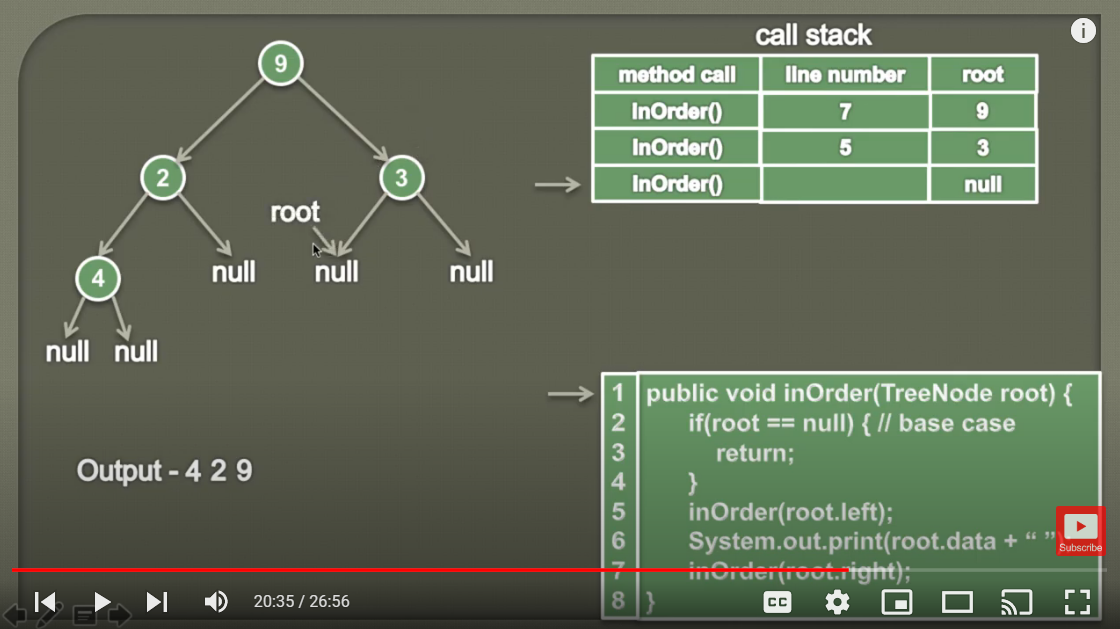 call stack
method call line number root
InOrder() 7 9
InOrder() 5 3
InOrder() null
9
2 3
root
null null null
4
null null
Output - 4 2 9
1 public void inOrder(TreeNode root) {
2 if(root == null) { // base case
3 return;
4 }
5 inOrder(root.left);
6 System.out.print(root.data + “ ”)
7 inOrder(root.right);
8 }
Subscribe
20:35 / 26:56
CC
i